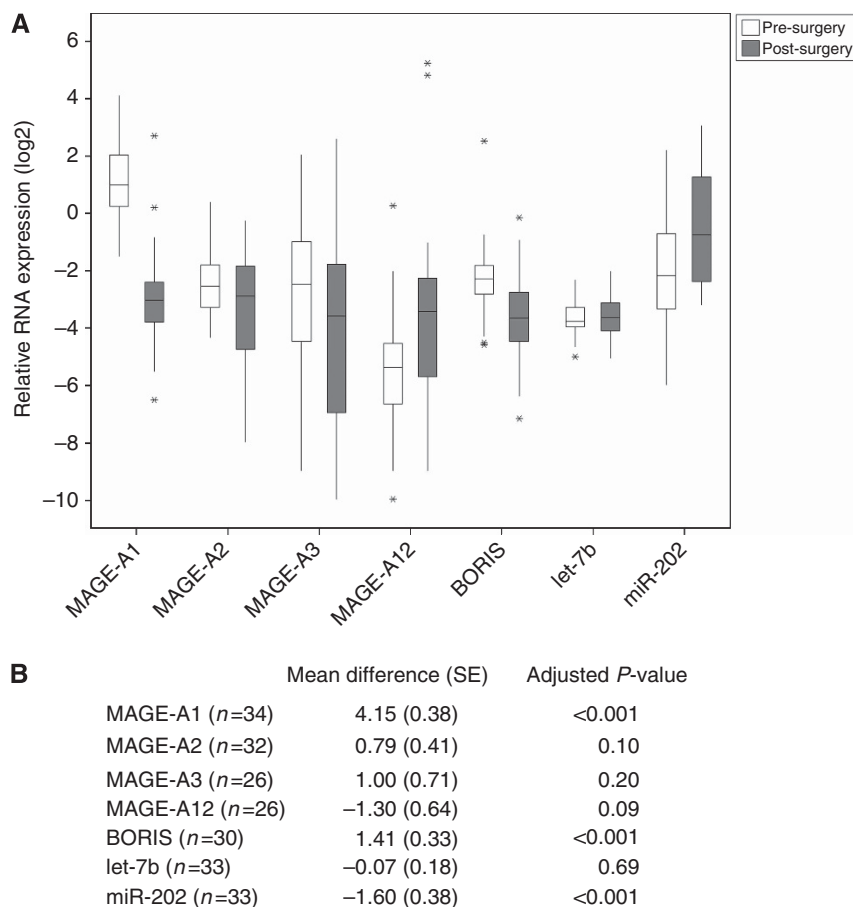 A
Pre-surgery
Post-surgery
Relative RNA expression (log2)
6
4
2
0
−2
−4
−6
−8
−10
MAGE-A1
MAGE-A2
MAGE-A3
MAGE-A12
BORIS
let-7b
miR-202
B
Mean difference (SE) Adjusted P-value
MAGE-A1 (n=34) 4.15 (0.38) <0.001
MAGE-A2 (n=32) 0.79 (0.41) 0.10
MAGE-A3 (n=26) 1.00 (0.71) 0.20
MAGE-A12 (n=26) −1.30 (0.64) 0.09
BORIS (n=30) 1.41 (0.33) <0.001
let-7b (n=33) −0.07 (0.18) 0.69
miR-202 (n=33) −1.60 (0.38) <0.001